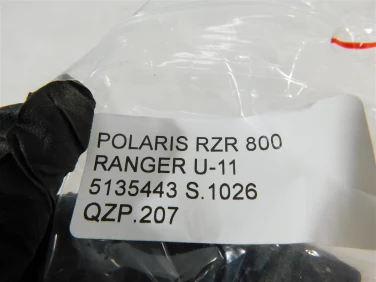 POLARIS RZR 800
RANGER U-11
5135443 S.1026
QZP.207